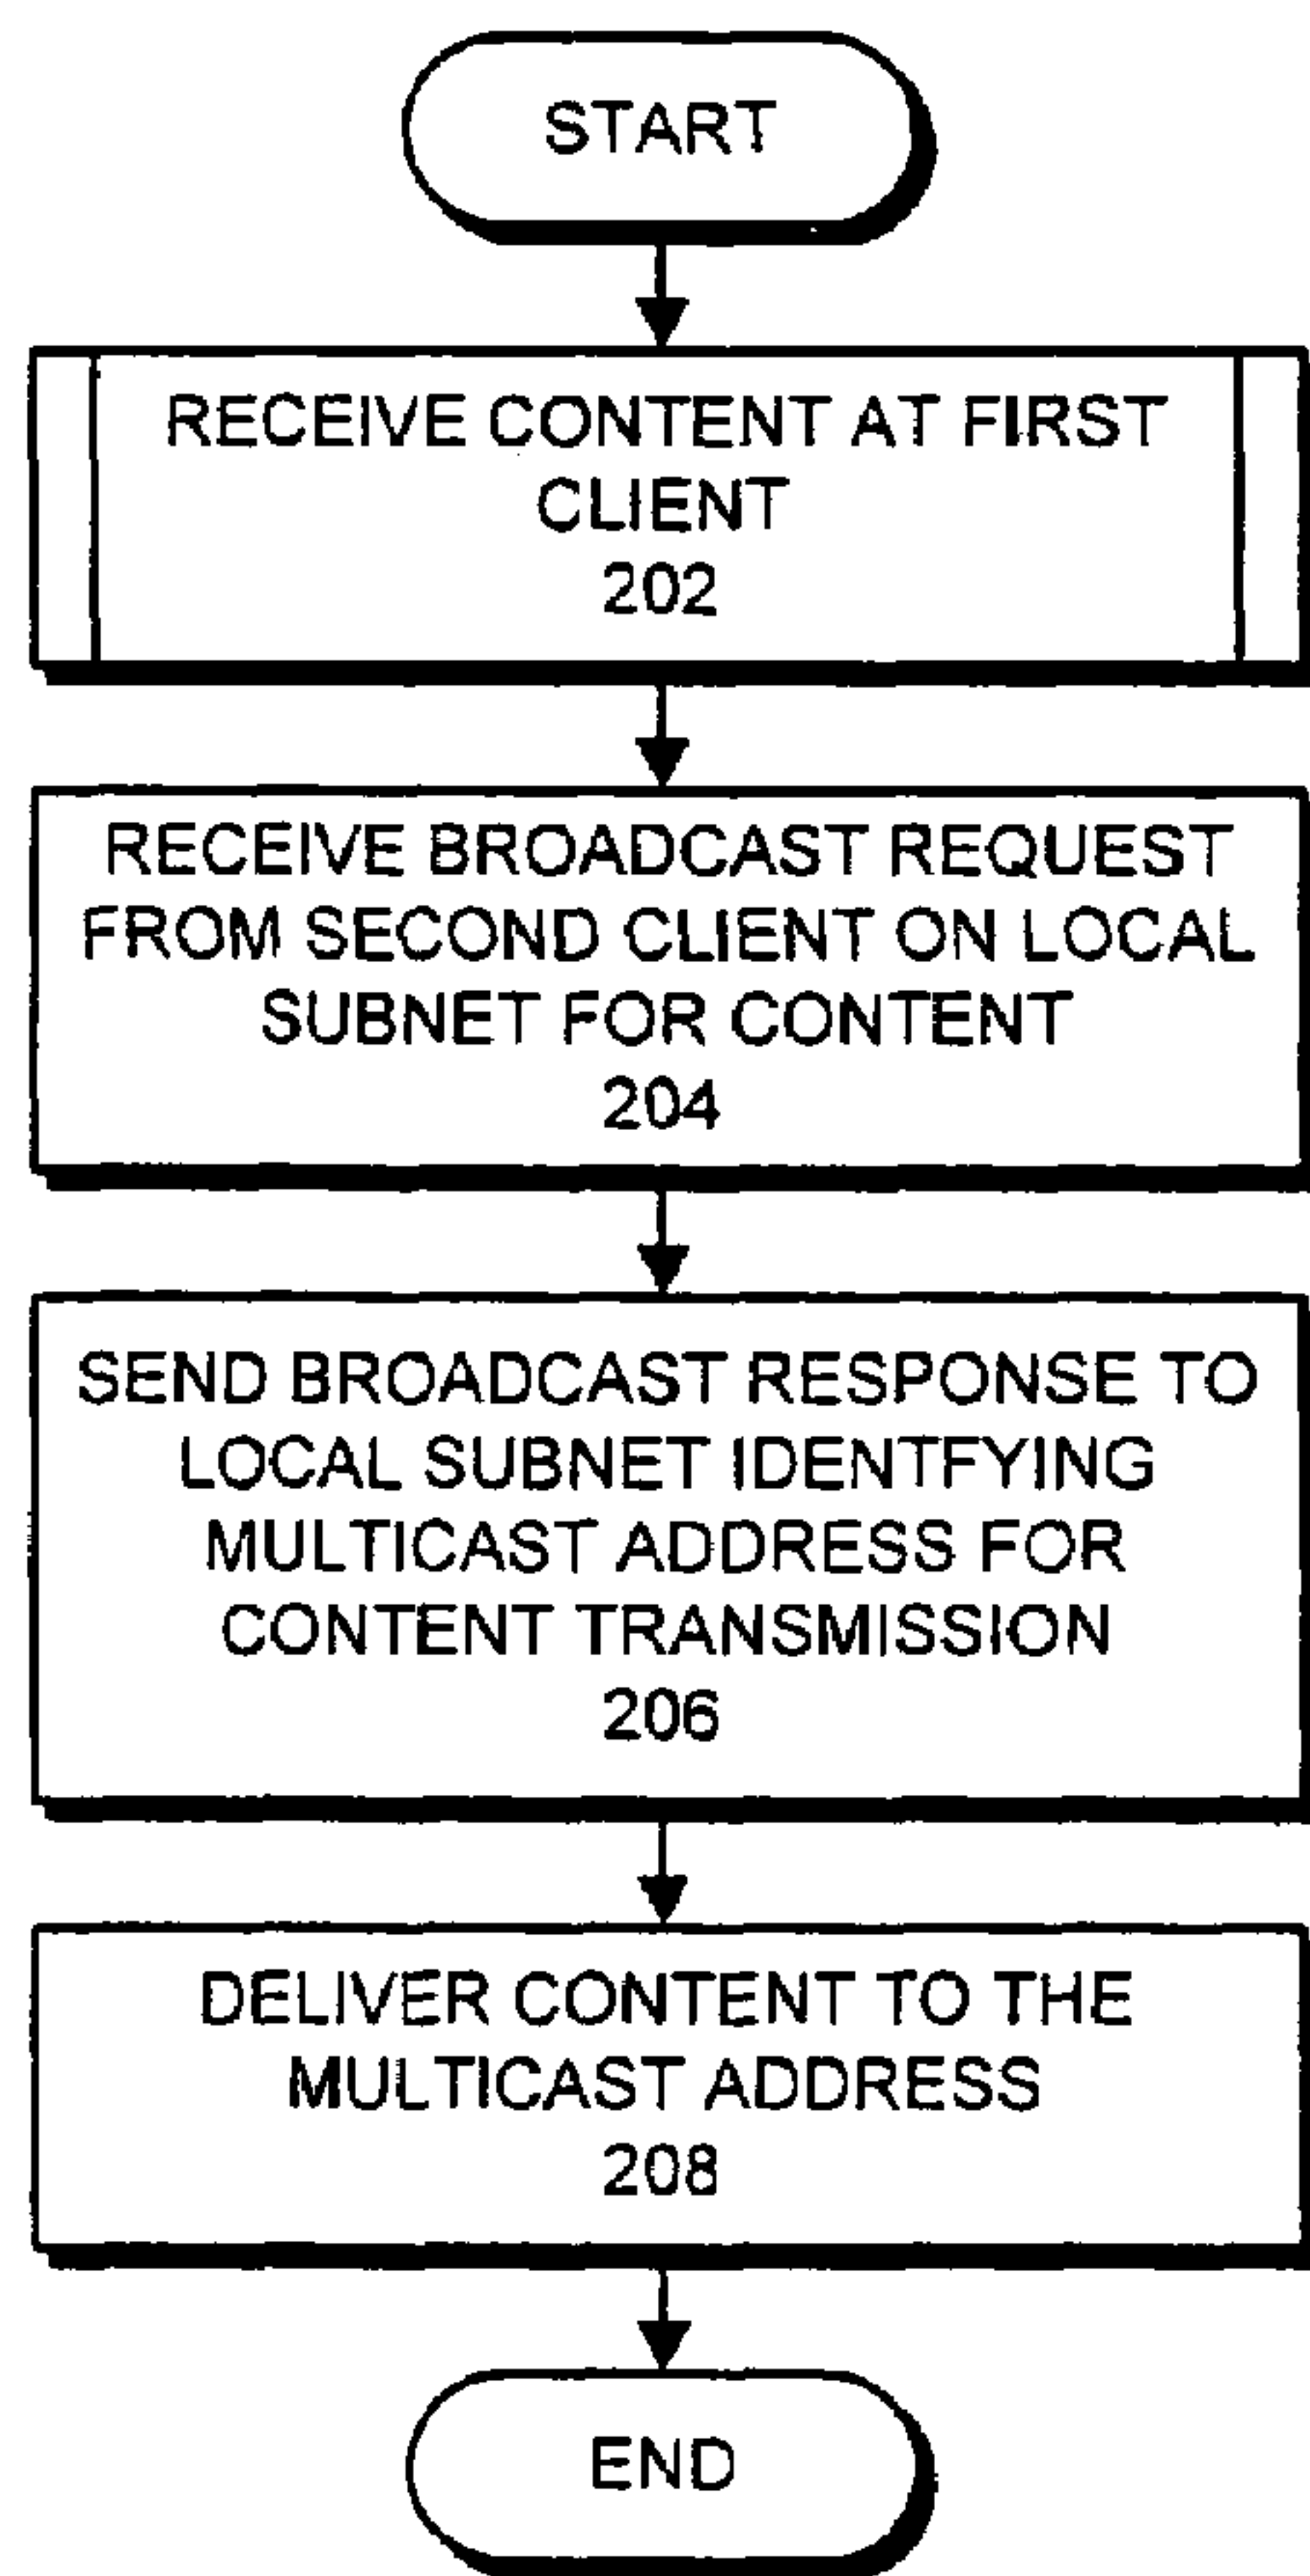 START
RECEIVE CONTENT AT FIRST
CLIENT
202
RECEIVE BROADCAST REQUEST
FROM SECOND CLIENT ON LOCAL
SUBNET FOR CONTENT
204
SEND BROADCAST RESPONSE TO
LOCAL SUBNET IDENTFYING
MULTICAST ADDRESS FOR
CONTENT TRANSMISSION
206
DELIVER CONTENT TO THE
MULTICAST ADDRESS
208
END